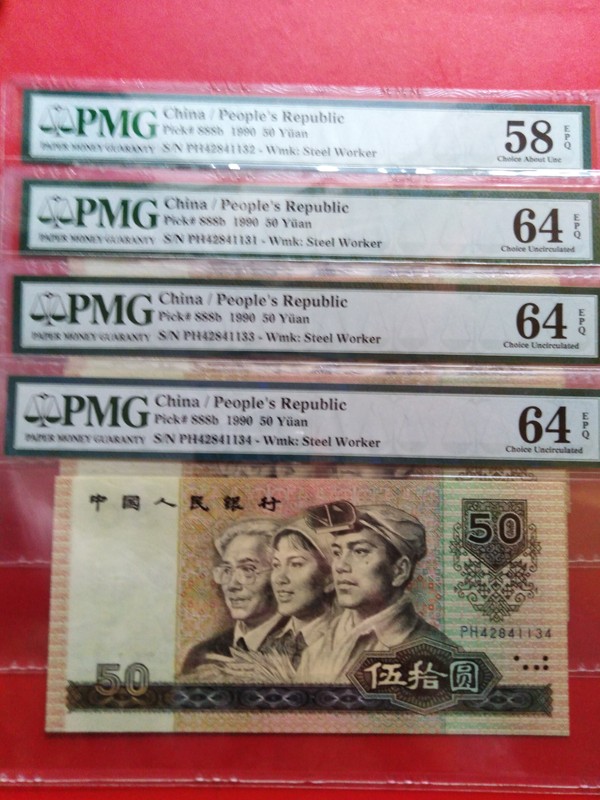 PMG
PAPER MONEY GUARANTY
China / People's Republic
Pick# 888b 1990 50 Yüan
S/N PH42841132 - Wmk: Steel Worker
58 EPQ
Choice About Unc
PMG
PAPER MONEY GUARANTY
China / People's Republic
Pick# 888b 1990 50 Yüan
S/N PH42841131 - Wmk: Steel Worker
64 EPQ
Choice Uncirculated
PMG
PAPER MONEY GUARANTY
China / People's Republic
Pick# 888b 1990 50 Yüan
S/N PH42841133 - Wmk: Steel Worker
64 EPQ
Choice Uncirculated
PMG
PAPER MONEY GUARANTY
China / People's Republic
Pick# 888b 1990 50 Yüan
S/N PH42841134 - Wmk: Steel Worker
64 EPQ
Choice Uncirculated
中国人民银行
50
PH42841134
50
伍拾圆